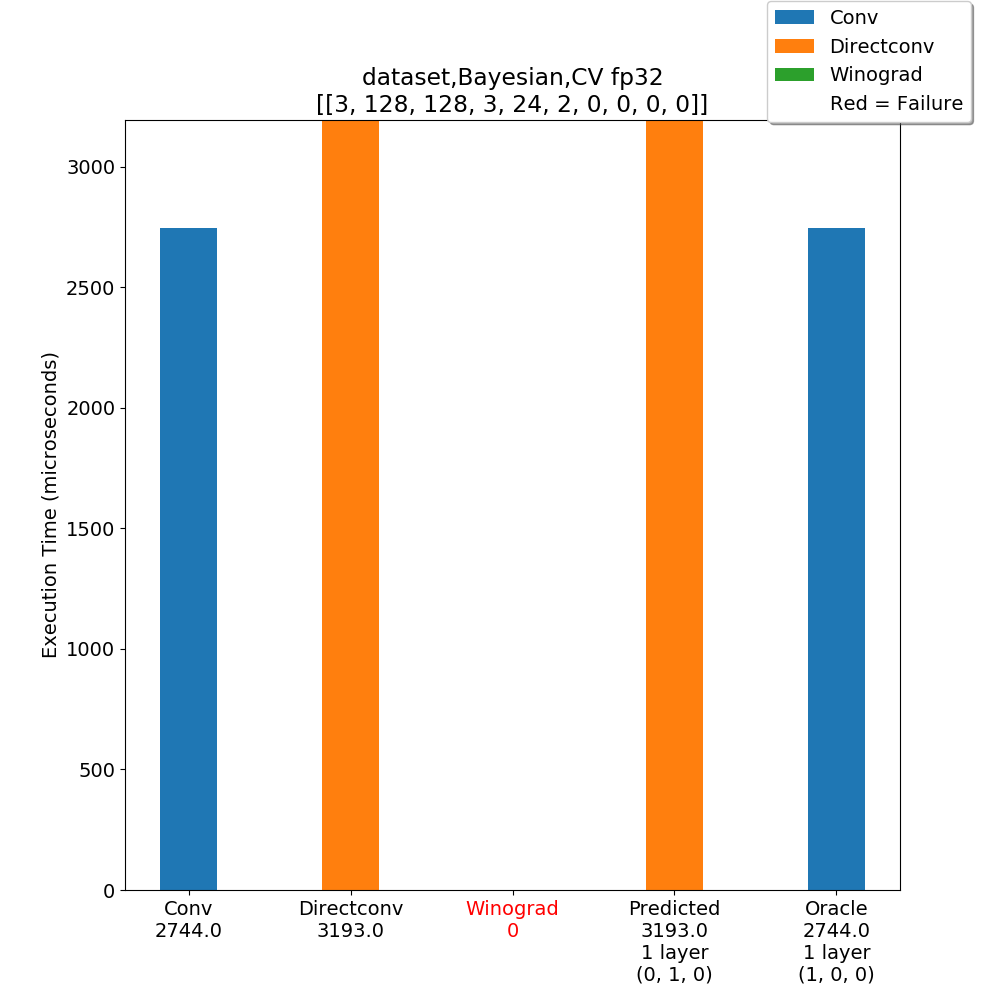 Conv
Directconv
Winograd
Red = Failure
dataset,Bayesian,CV fp32
[[3, 128, 128, 3, 24, 2, 0, 0, 0, 0]]
Execution Time (microseconds)
3000
2500
2000
1500
1000
500
0
Conv
2744.0
Directconv
3193.0
Winograd
0
Predicted
3193.0
1 layer
(0, 1, 0)
Oracle
2744.0
1 layer
(1, 0, 0)